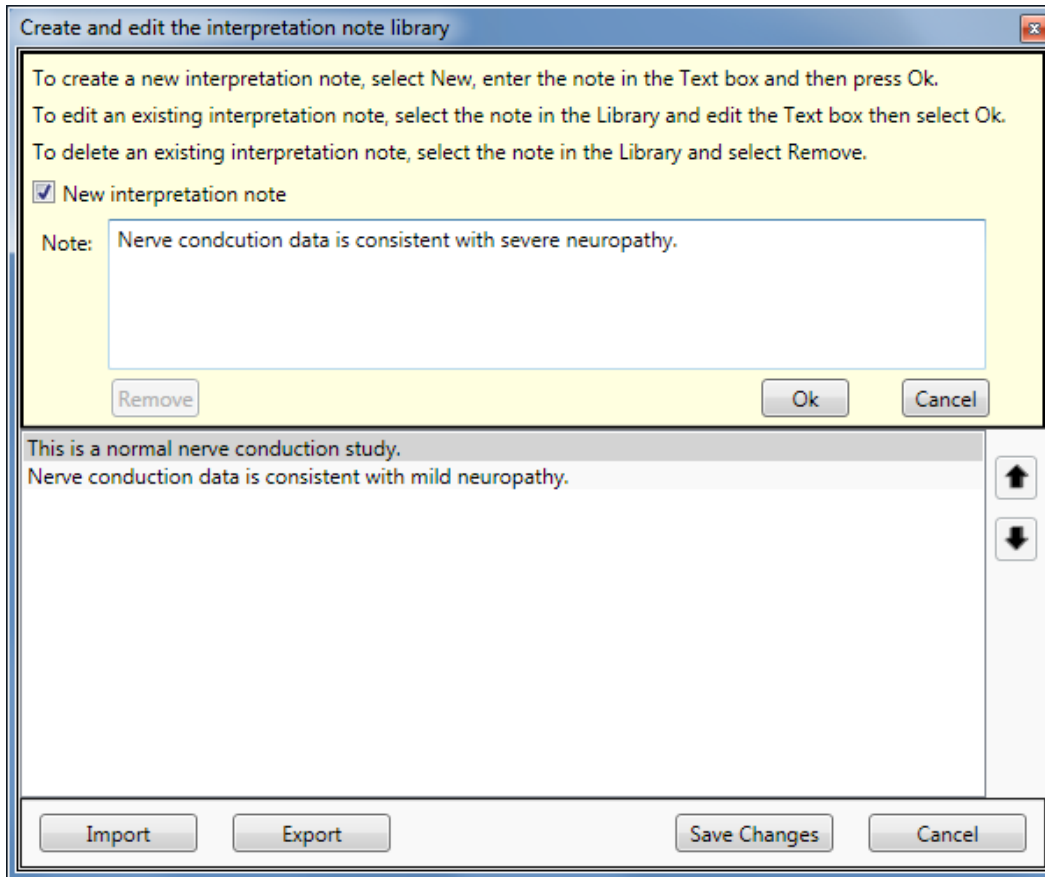 Create and edit the interpretation note library
To create a new interpretation note, select New, enter the note in the Text box and then press Ok.
To edit an existing interpretation note, select the note in the Library and edit the Text box then select Ok.
To delete an existing interpretation note, select the note in the Library and select Remove.
New interpretation note
Note: Nerve condcution data is consistent with severe neuropathy.
Remove Ok Cancel
This is a normal nerve conduction study.
Nerve conduction data is consistent with mild neuropathy.
Import Export Save Changes Cancel